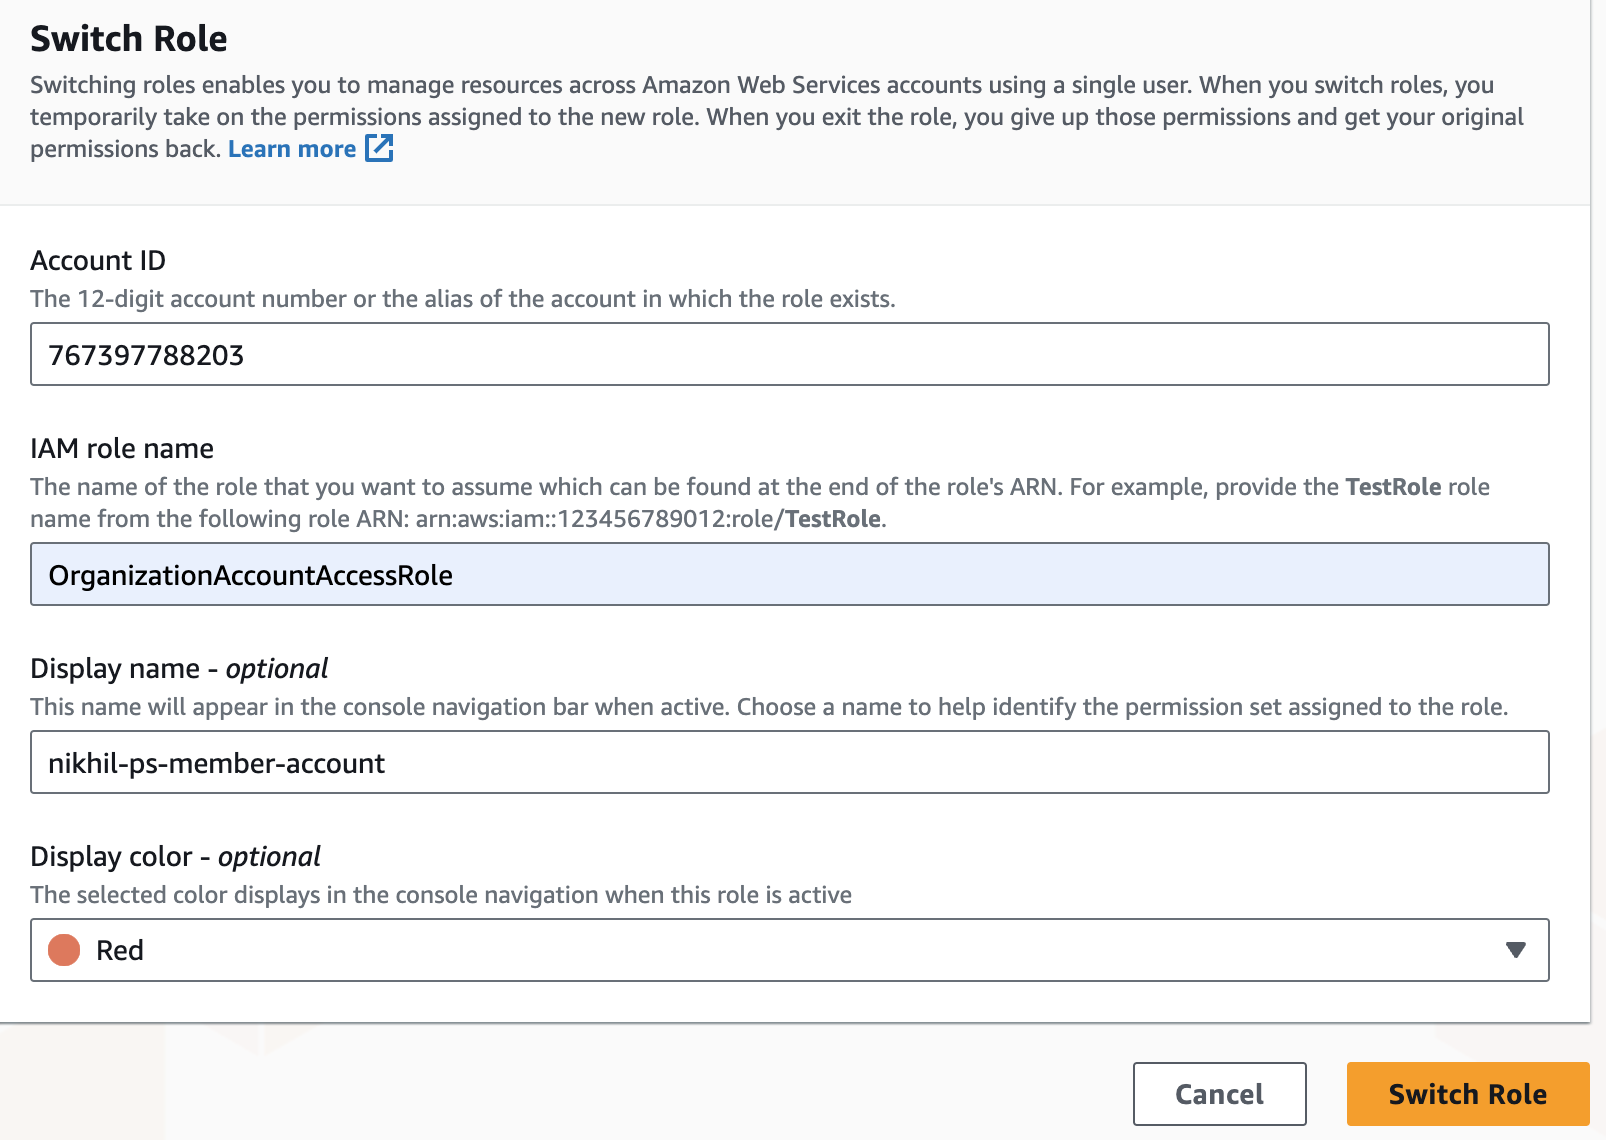 Switch Role
Switching roles enables you to manage resources across Amazon Web Services accounts using a single user. When you switch roles, you
temporarily take on the permissions assigned to the new role. When you exit the role, you give up those permissions and get your original
permissions back. Learn more
Account ID
The 12-digit account number or the alias of the account in which the role exists.
767397788203
IAM role name
The name of the role that you want to assume which can be found at the end of the role's ARN. For example, provide the TestRole role
name from the following role ARN: arn:aws:iam::123456789012:role/TestRole.
OrganizationAccountAccessRole
Display name - optional
This name will appear in the console navigation bar when active. Choose a name to help identify the permission set assigned to the role.
nikhil-ps-member-account
Display color - optional
The selected color displays in the console navigation when this role is active
Red
Cancel
Switch Role